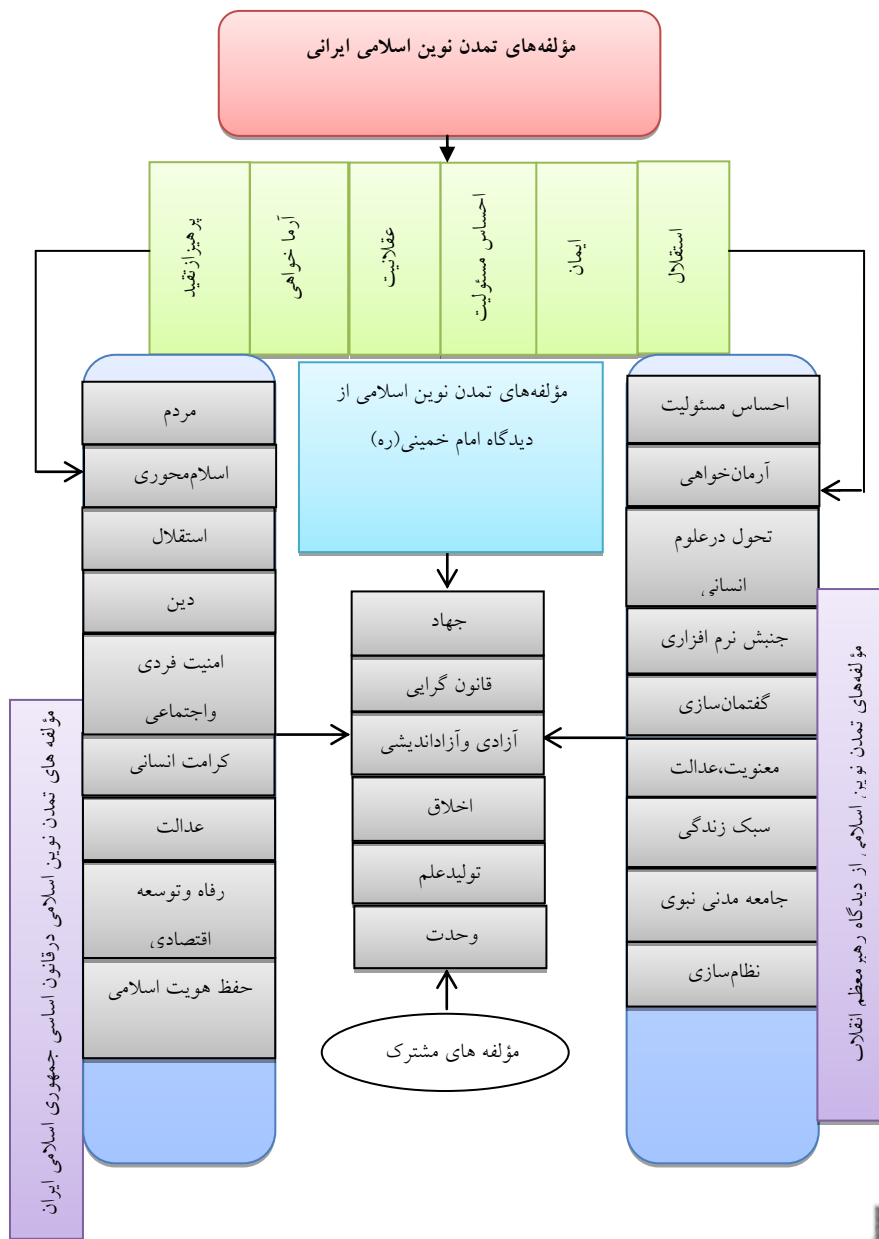 مؤلفه‌های تمدن نوین اسلامی ایرانی
استقلال
ایمان
احساس مسئولیت
عقلانیت
آرما خواهی
پرهیزازتقید
مؤلفه‌های تمدن نوین اسلامی از
دیدگاه امام خمینی(ره)
احساس مسئولیت
آرمان‌خواهی
تحول درعلوم
انسانی
جنبش نرم افزاری
گفتمان‌سازی
معنویت،عدالت
سبک زندگی
جامعه مدنی نبوی
نظام‌سازی
مؤلفه‌های تمدن نوین اسلامی از دیدگاه رهبر معظم انقلاب
جهاد
قانون گرایی
آزادی وآزاداندیشی
اخلاق
تولیدعلم
وحدت
مؤلفه های مشترک
مردم
اسلام‌محوری
استقلال
دین
امنیت فردی
واجتماعی
کرامت انسانی
عدالت
رفاه وتوسعه
اقتصادی
حفظ هویت اسلامی
مؤلفه های تمدن نوین اسلامی درقانون اساسی جمهوری اسلامی ایران